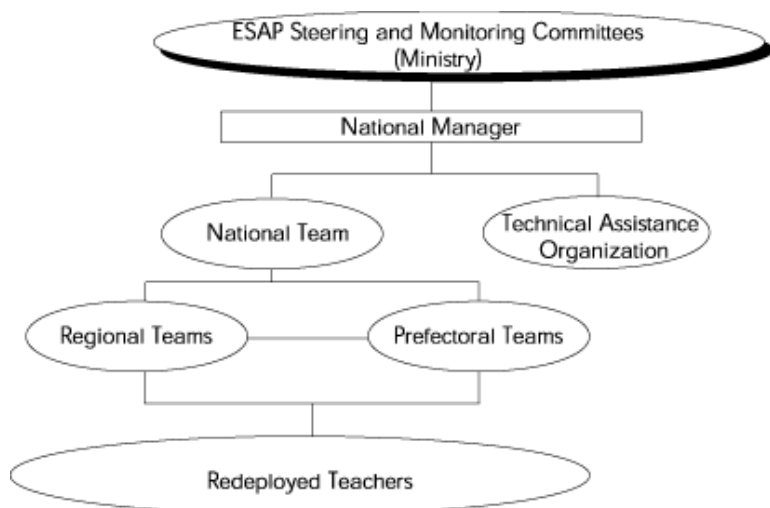 ESAP Steering and Monitoring Committees
(Ministry)
National Manager
National Team
Technical Assistance
Organization
Regional Teams
Prefectoral Teams
Redeployed Teachers